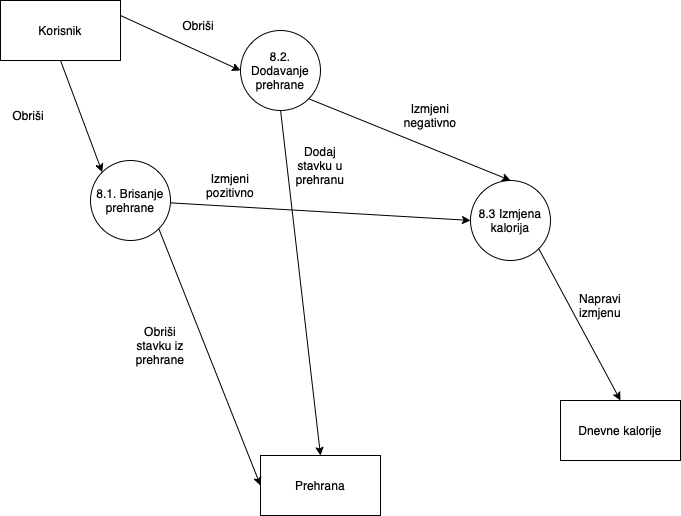 Korisnik
Obriši
8.2.
Dodavanje
prehrane
Izmjeni
negativno
Obriši
Dodaj
stavku u
prehranu
8.1. Brisanje
prehrane
Izmjeni
pozitivno
8.3 Izmjena
kalorija
Napravi
izmjenu
Obriši
stavku iz
prehrane
Dnevne kalorije
Prehrana